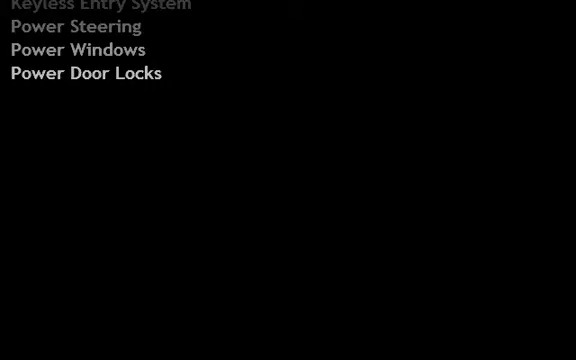 Keyless Entry System
Power Steering
Power Windows
Power Door Locks